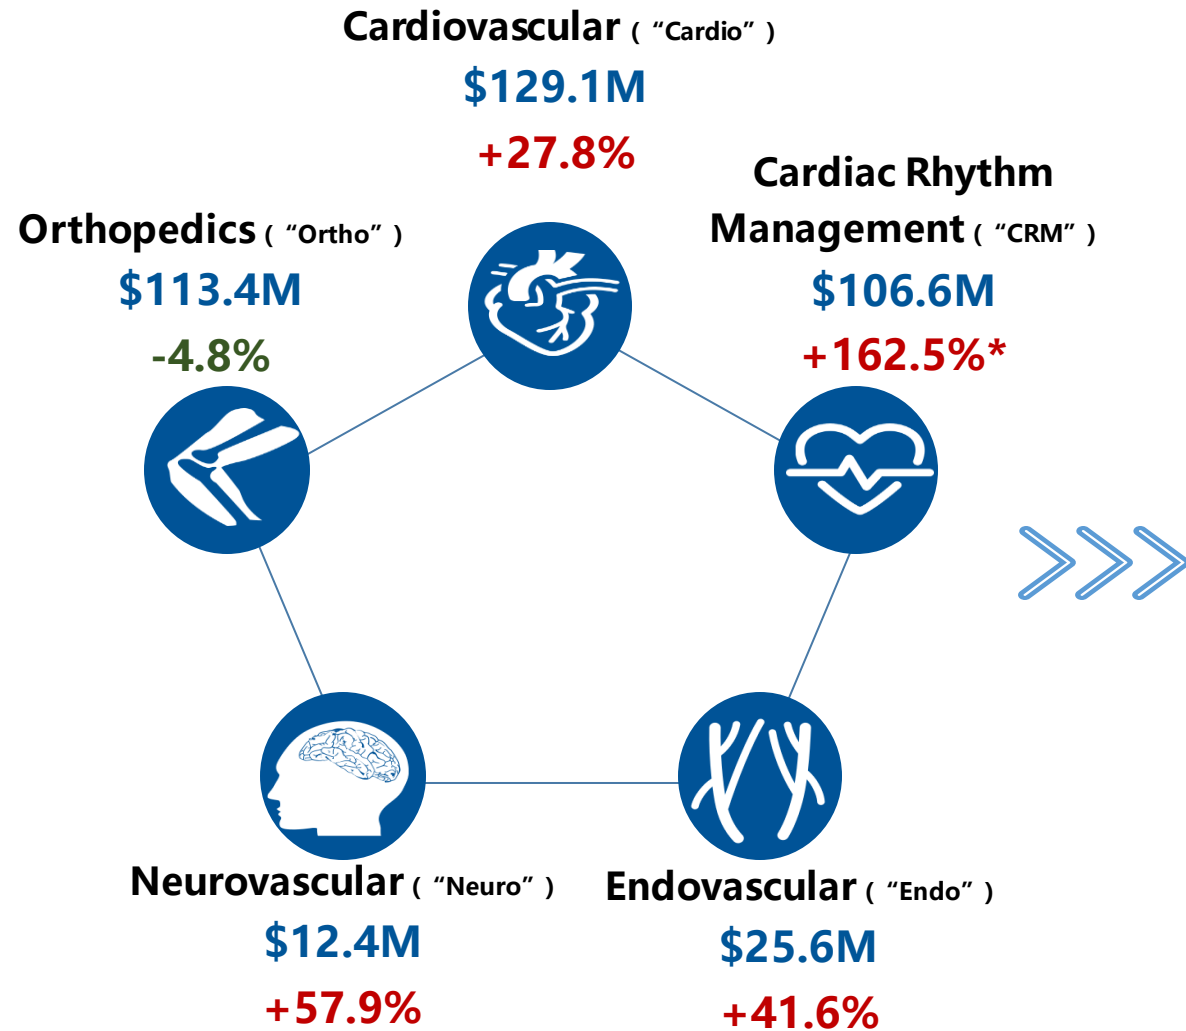 Cardiovascular ( “Cardio” )
$129.1M
+27.8%
Cardiac Rhythm
Management ( “CRM” )
$106.6M
+162.5%*
Orthopedics ( “Ortho” )
$113.4M
-4.8%
Neurovascular ( “Neuro” )
$12.4M
+57.9%
Endovascular ( “Endo” )
$25.6M
+41.6%